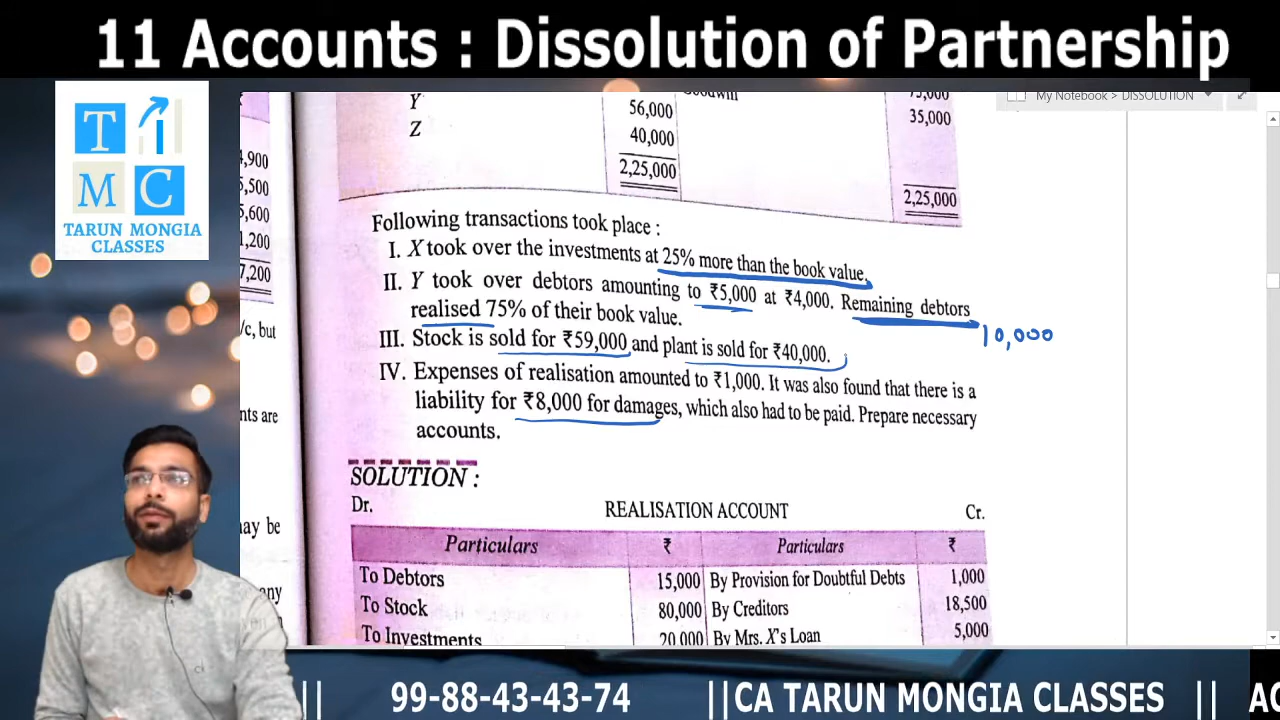 11 Accounts : Dissolution of Partnership
My Notebook > DISSOLUTION
T
M C
TARUN MONGIA
CLASSES
4,900
5,500
5,600
1,200
7,200
/c, but
nts are
may be
any
Y 56,000 Goodwill 75,000
Z 40,000 35,000
2,25,000 2,25,000
Following transactions took place :
I. X took over the investments at 25% more than the book value.
II. Y took over debtors amounting to ₹5,000 at ₹4,000. Remaining debtors
realised 75% of their book value.
10,000
III. Stock is sold for ₹59,000 and plant is sold for ₹40,000.
IV. Expenses of realisation amounted to ₹1,000. It was also found that there is a
liability for ₹8,000 for damages, which also had to be paid. Prepare necessary
accounts.
SOLUTION :
Dr. REALISATION ACCOUNT Cr.
Particulars ₹ Particulars ₹
To Debtors 15,000 By Provision for Doubtful Debts 1,000
To Stock 80,000 By Creditors 18,500
To Investments 20,000 By Mrs. X's Loan 5,000
|| 99-88-43-43-74 ||CA TARUN MONGIA CLASSES || AC